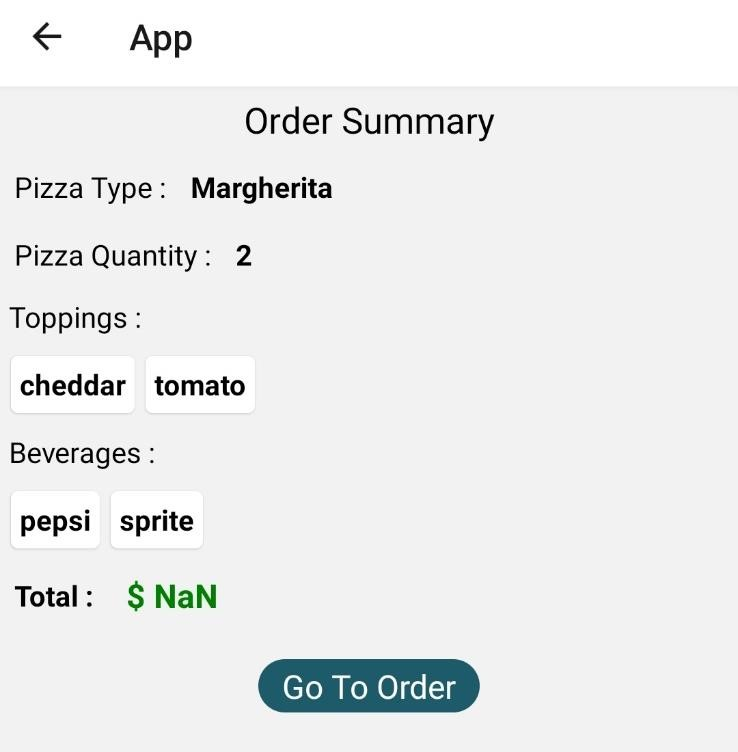 App
Order Summary
Pizza Type : Margherita
Pizza Quantity : 2
Toppings :
cheddar tomato
Beverages :
pepsi sprite
Total : $ NaN
Go To Order